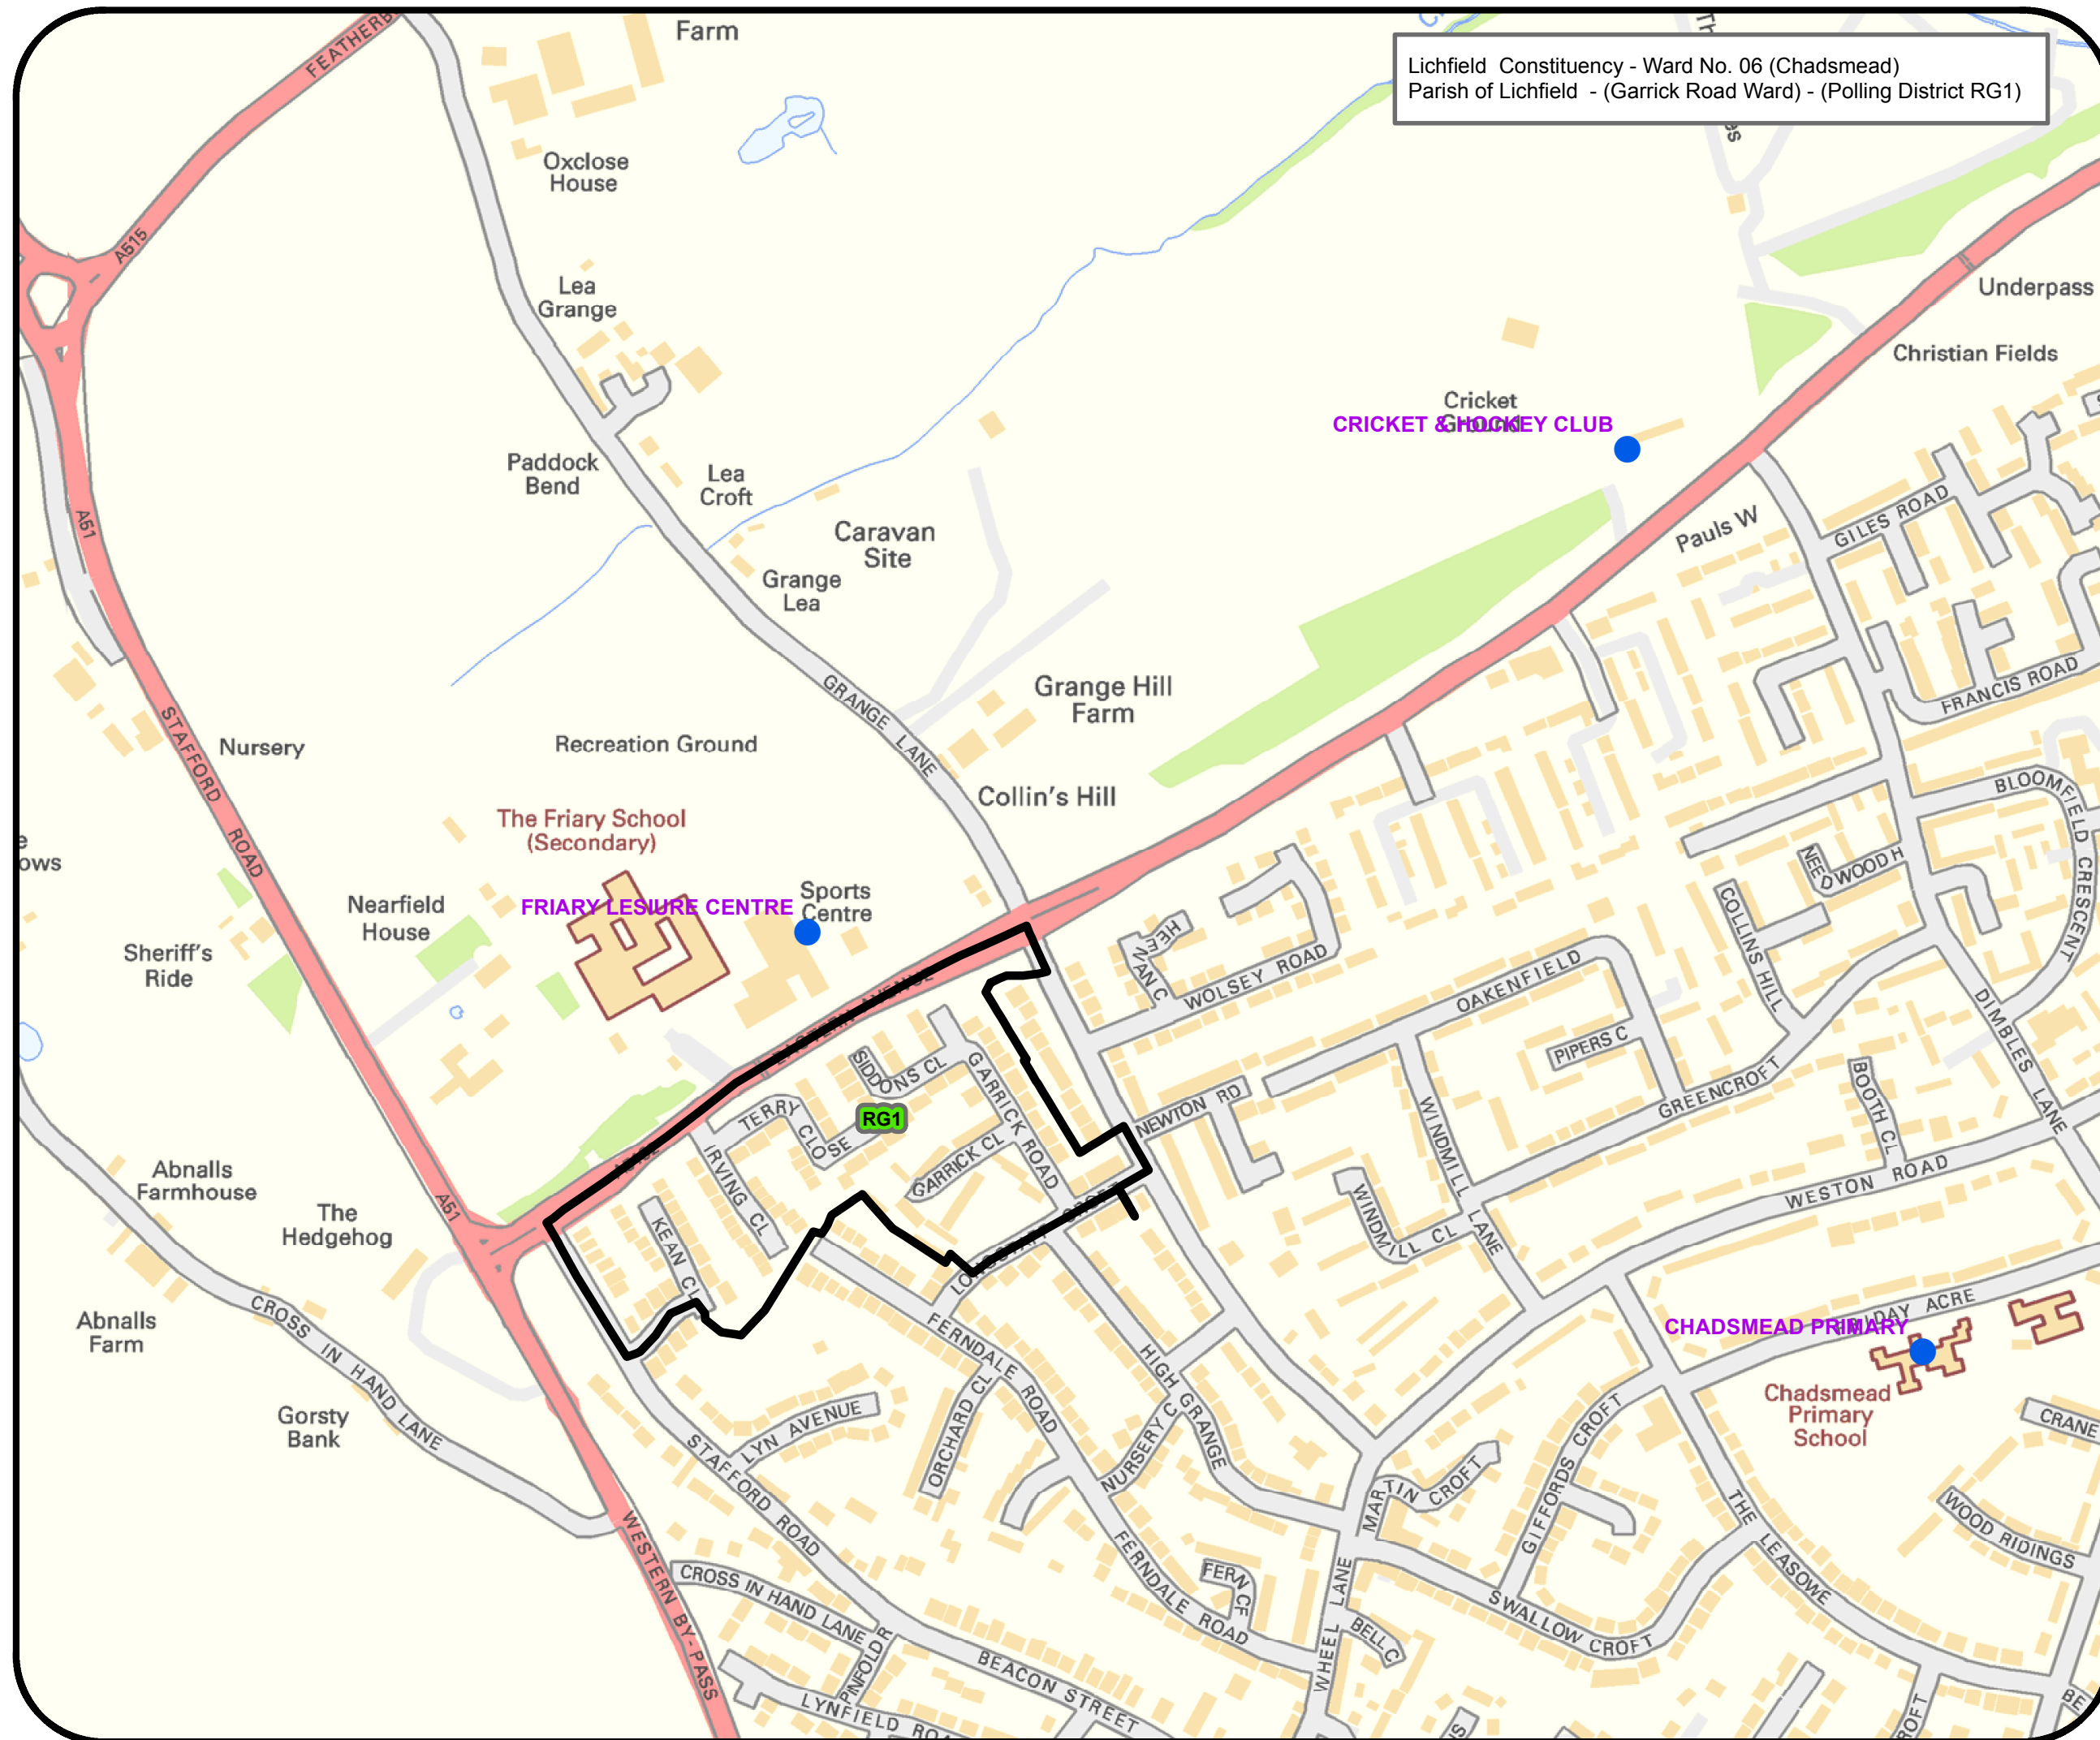 Lichfield Constituency - Ward No. 06 (Chadsmead)
Parish of Lichfield - (Garrick Road Ward) - (Polling District RG1)
Farm
Oxclose
House
A515
Lea
Grange
Underpass
Christian Fields
Cricket
Ground
CRICKET & HOCKEY CLUB
Paddock
Bend
Lea
Croft
A51
Caravan
Site
Pauls W
GILES ROAD
Grange
Lea
FRANCIS ROAD
Grange Hill
Farm
GRANGE LANE
STAFFORD ROAD
Nursery
Recreation Ground
Collin's Hill
BLOOMFIELD CRESCENT
The Friary School
(Secondary)
NEEDWOOD H
COLLINS HILL
Nearfield
House
FRIARY LESIURE CENTRE
Sports
Centre
Sheriff's
Ride
WOLSEY ROAD
OAKENFIELD
PIPERS C
DIMBLES LANE
EASTERN AVENUE
SIDDONS CL
GARRICK ROAD
GREENCROFT
BOOTH CL
TERRY CLOSE
RG1
NEWTON RD
WINDMILL LANE
IRVING CL
GARRICK CL
Abnalls
Farmhouse
A51
The
Hedgehog
KEAN CL
WINDMILL CL
WESTON ROAD
Abnalls
Farm
CROSS IN HAND LANE
FERNDALE ROAD
HIGH GRANGE
CHADSMEAD PRIMARY
Chadsmead
Primary
School
Gorsty
Bank
LYN AVENUE
ORCHARD CL
NURSERY C
STAFFORD ROAD
MARTIN CROFT
GIFFORDS CROFT
CRANE
THE LEASOWE
WOOD RIDINGS
WESTERN BY-PASS
CROSS IN HAND LANE
FERNDALE ROAD
WHEEL LANE
BELL C
SWALLOW CROFT
PINFOLD R
BEACON STREET
LYNFIELD ROA